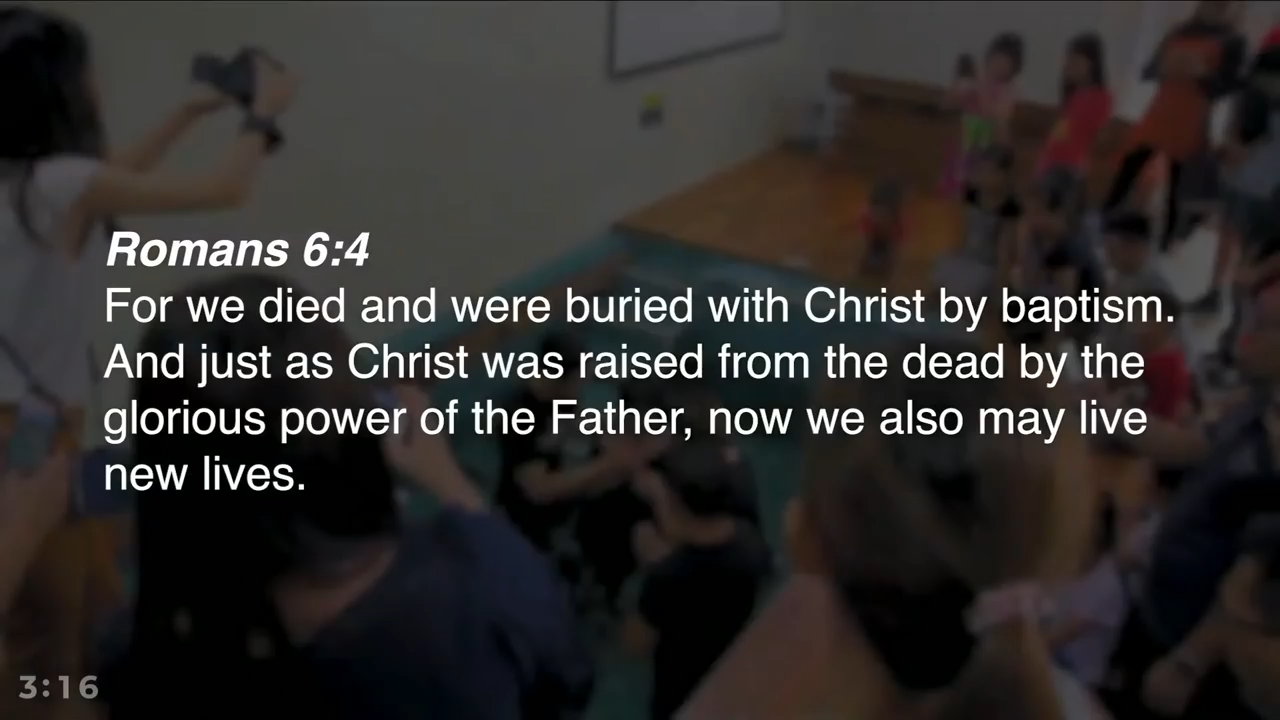 Romans 6:4
For we died and were buried with Christ by baptism.
And just as Christ was raised from the dead by the
glorious power of the Father, now we also may live
new lives.
3:16